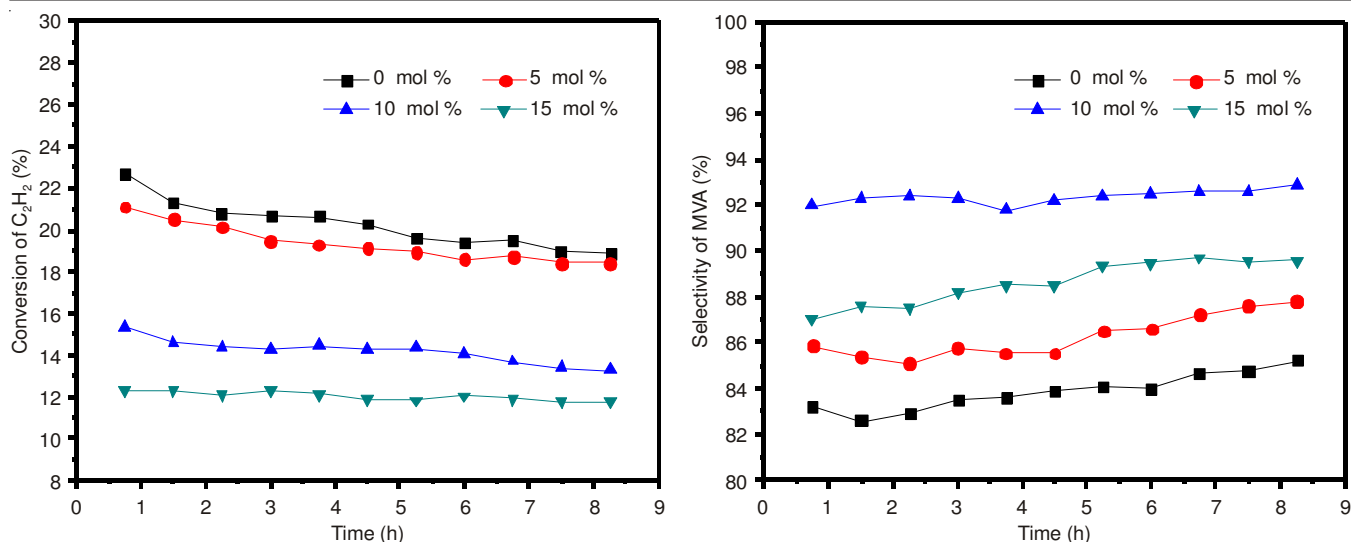 30
28
26
24
22
20
18
16
14
12
10
8
Conversion of C₂H₂ (%)
0 mol % 5 mol %
10 mol % 15 mol %
0 1 2 3 4 5 6 7 8 9
Time (h)
100
98
96
94
92
90
88
86
84
82
80
Selectivity of MVA (%)
0 mol % 5 mol %
10 mol % 15 mol %
0 1 2 3 4 5 6 7 8 9
Time (h)